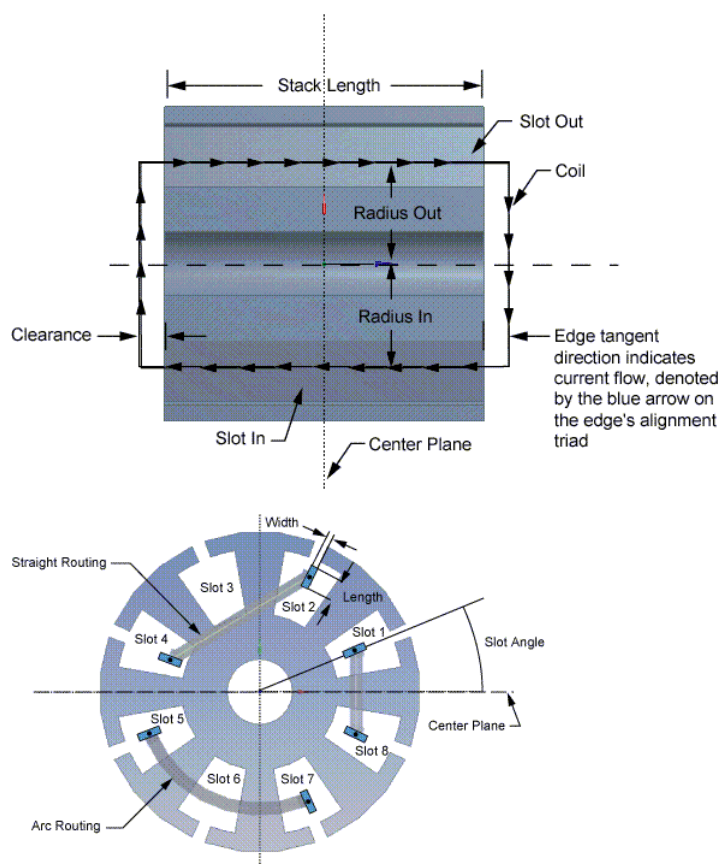 Stack Length
Slot Out
Coil
Radius Out
Radius In
Clearance
Edge tangent
direction indicates
current flow, denoted
by the blue arrow on
the edge's alignment
triad
Slot In
Center Plane
Width
Straight Routing
Slot 3
Slot 2
Length
Slot 4
Slot 1
Slot Angle
Center Plane
Slot 5
Slot 8
Slot 6
Slot 7
Arc Routing